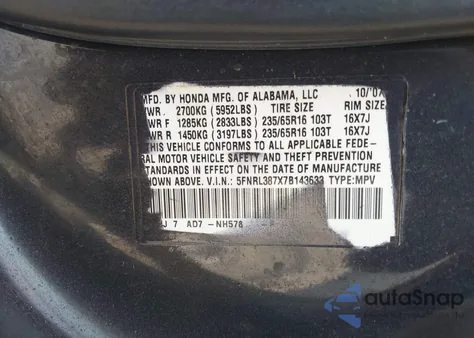 MFD. BY HONDA MFG. OF ALABAMA, LLC 10/07
WR. 2700KG (5952LBS) TIRE SIZE RIM SIZE
WR F 1285KG (2833LBS) 235/65R16 103T 16X7J
WR R 1450KG (3197LBS) 235/65R16 103T 16X7J
THIS VEHICLE CONFORMS TO ALL APPLICABLE FEDE-
RAL MOTOR VEHICLE SAFETY AND THEFT PREVENTION
STANDARDS IN EFFECT ON THE DATE OF MANUFACTURE
SHOWN ABOVE. V.I.N.: 5FNRL387X7B143633 TYPE:MPV
J 7 AD7 -NH578
autoSnap